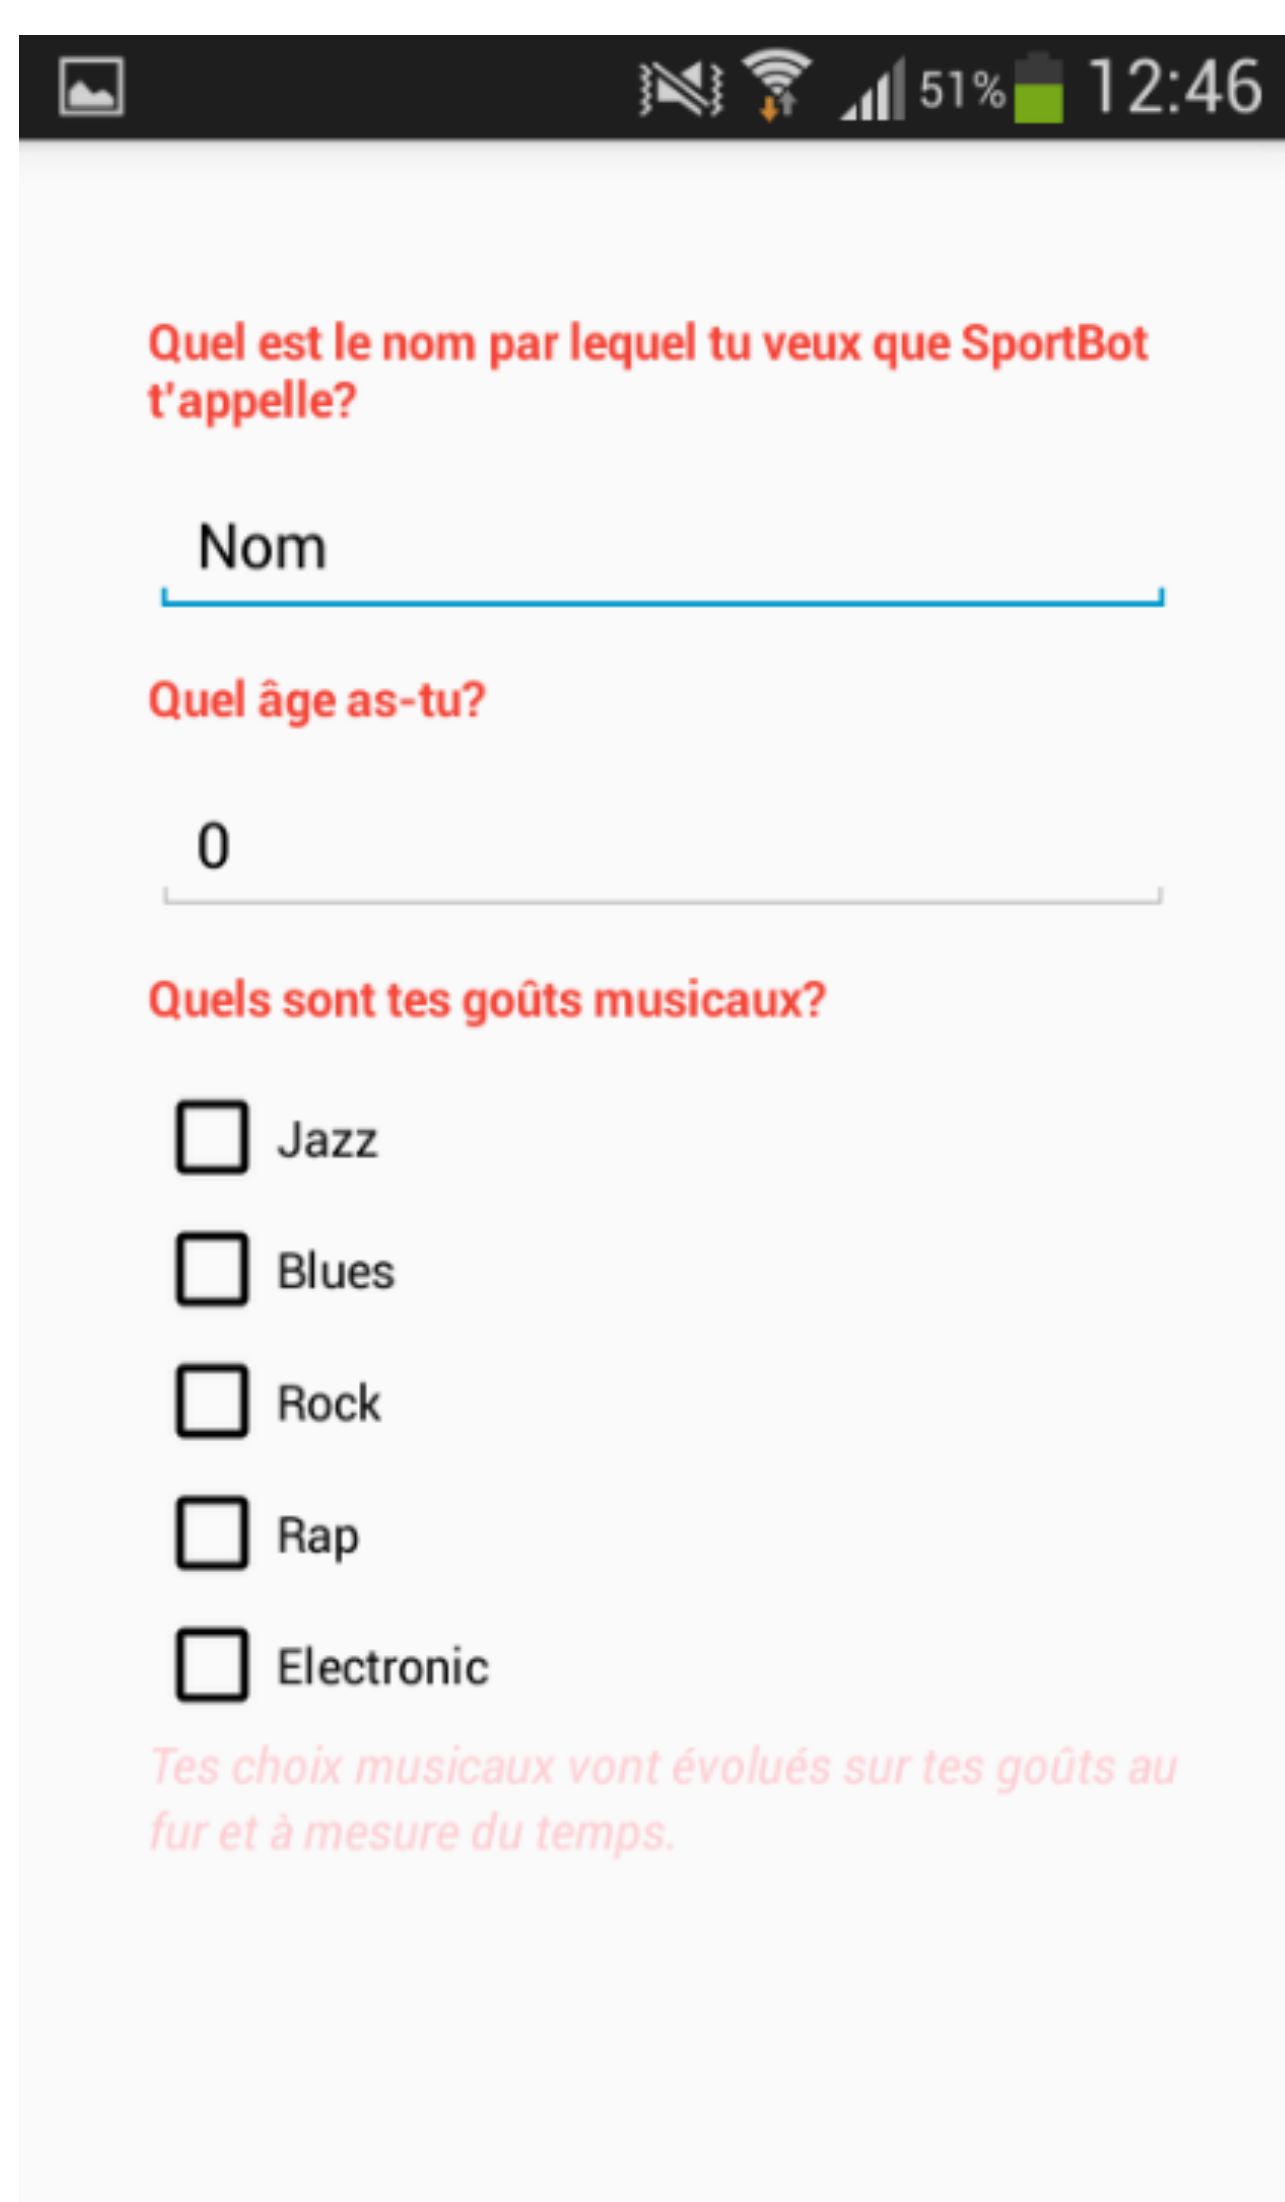 51% 12:46
Quel est le nom par lequel tu veux que SportBot
t'appelle?
Nom
Quel âge as-tu?
0
Quels sont tes goûts musicaux?
Jazz
Blues
Rock
Rap
Electronic
Tes choix musicaux vont évolués sur tes goûts au
fur et à mesure du temps.